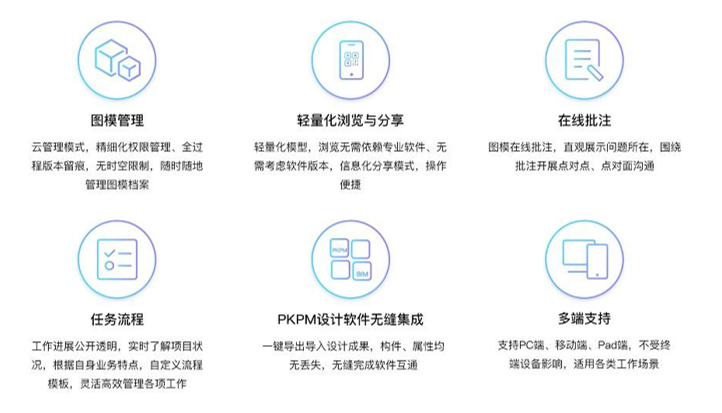 图模管理
云管理模式，精细化权限管理、全过
程版本留痕，无时空限制，随时随地
管理图模档案
轻量化浏览与分享
轻量化模型，浏览无需依赖专业软件、无
需考虑软件版本，信息化分享模式，操作
便捷
在线批注
图模在线批注，直观展示问题所在，围绕
批注开展点对点、点对面沟通
任务流程
工作进展公开透明，实时了解项目状
况，根据自身业务特点，自定义流程
模板，灵活高效管理各项工作
PKPM
BIM
PKPM设计软件无缝集成
一键导出导入设计成果，构件、属性均
无丢失，无缝完成软件互通
多端支持
支持PC端、移动端、Pad端，不受终
端设备影响，适用各类工作场景